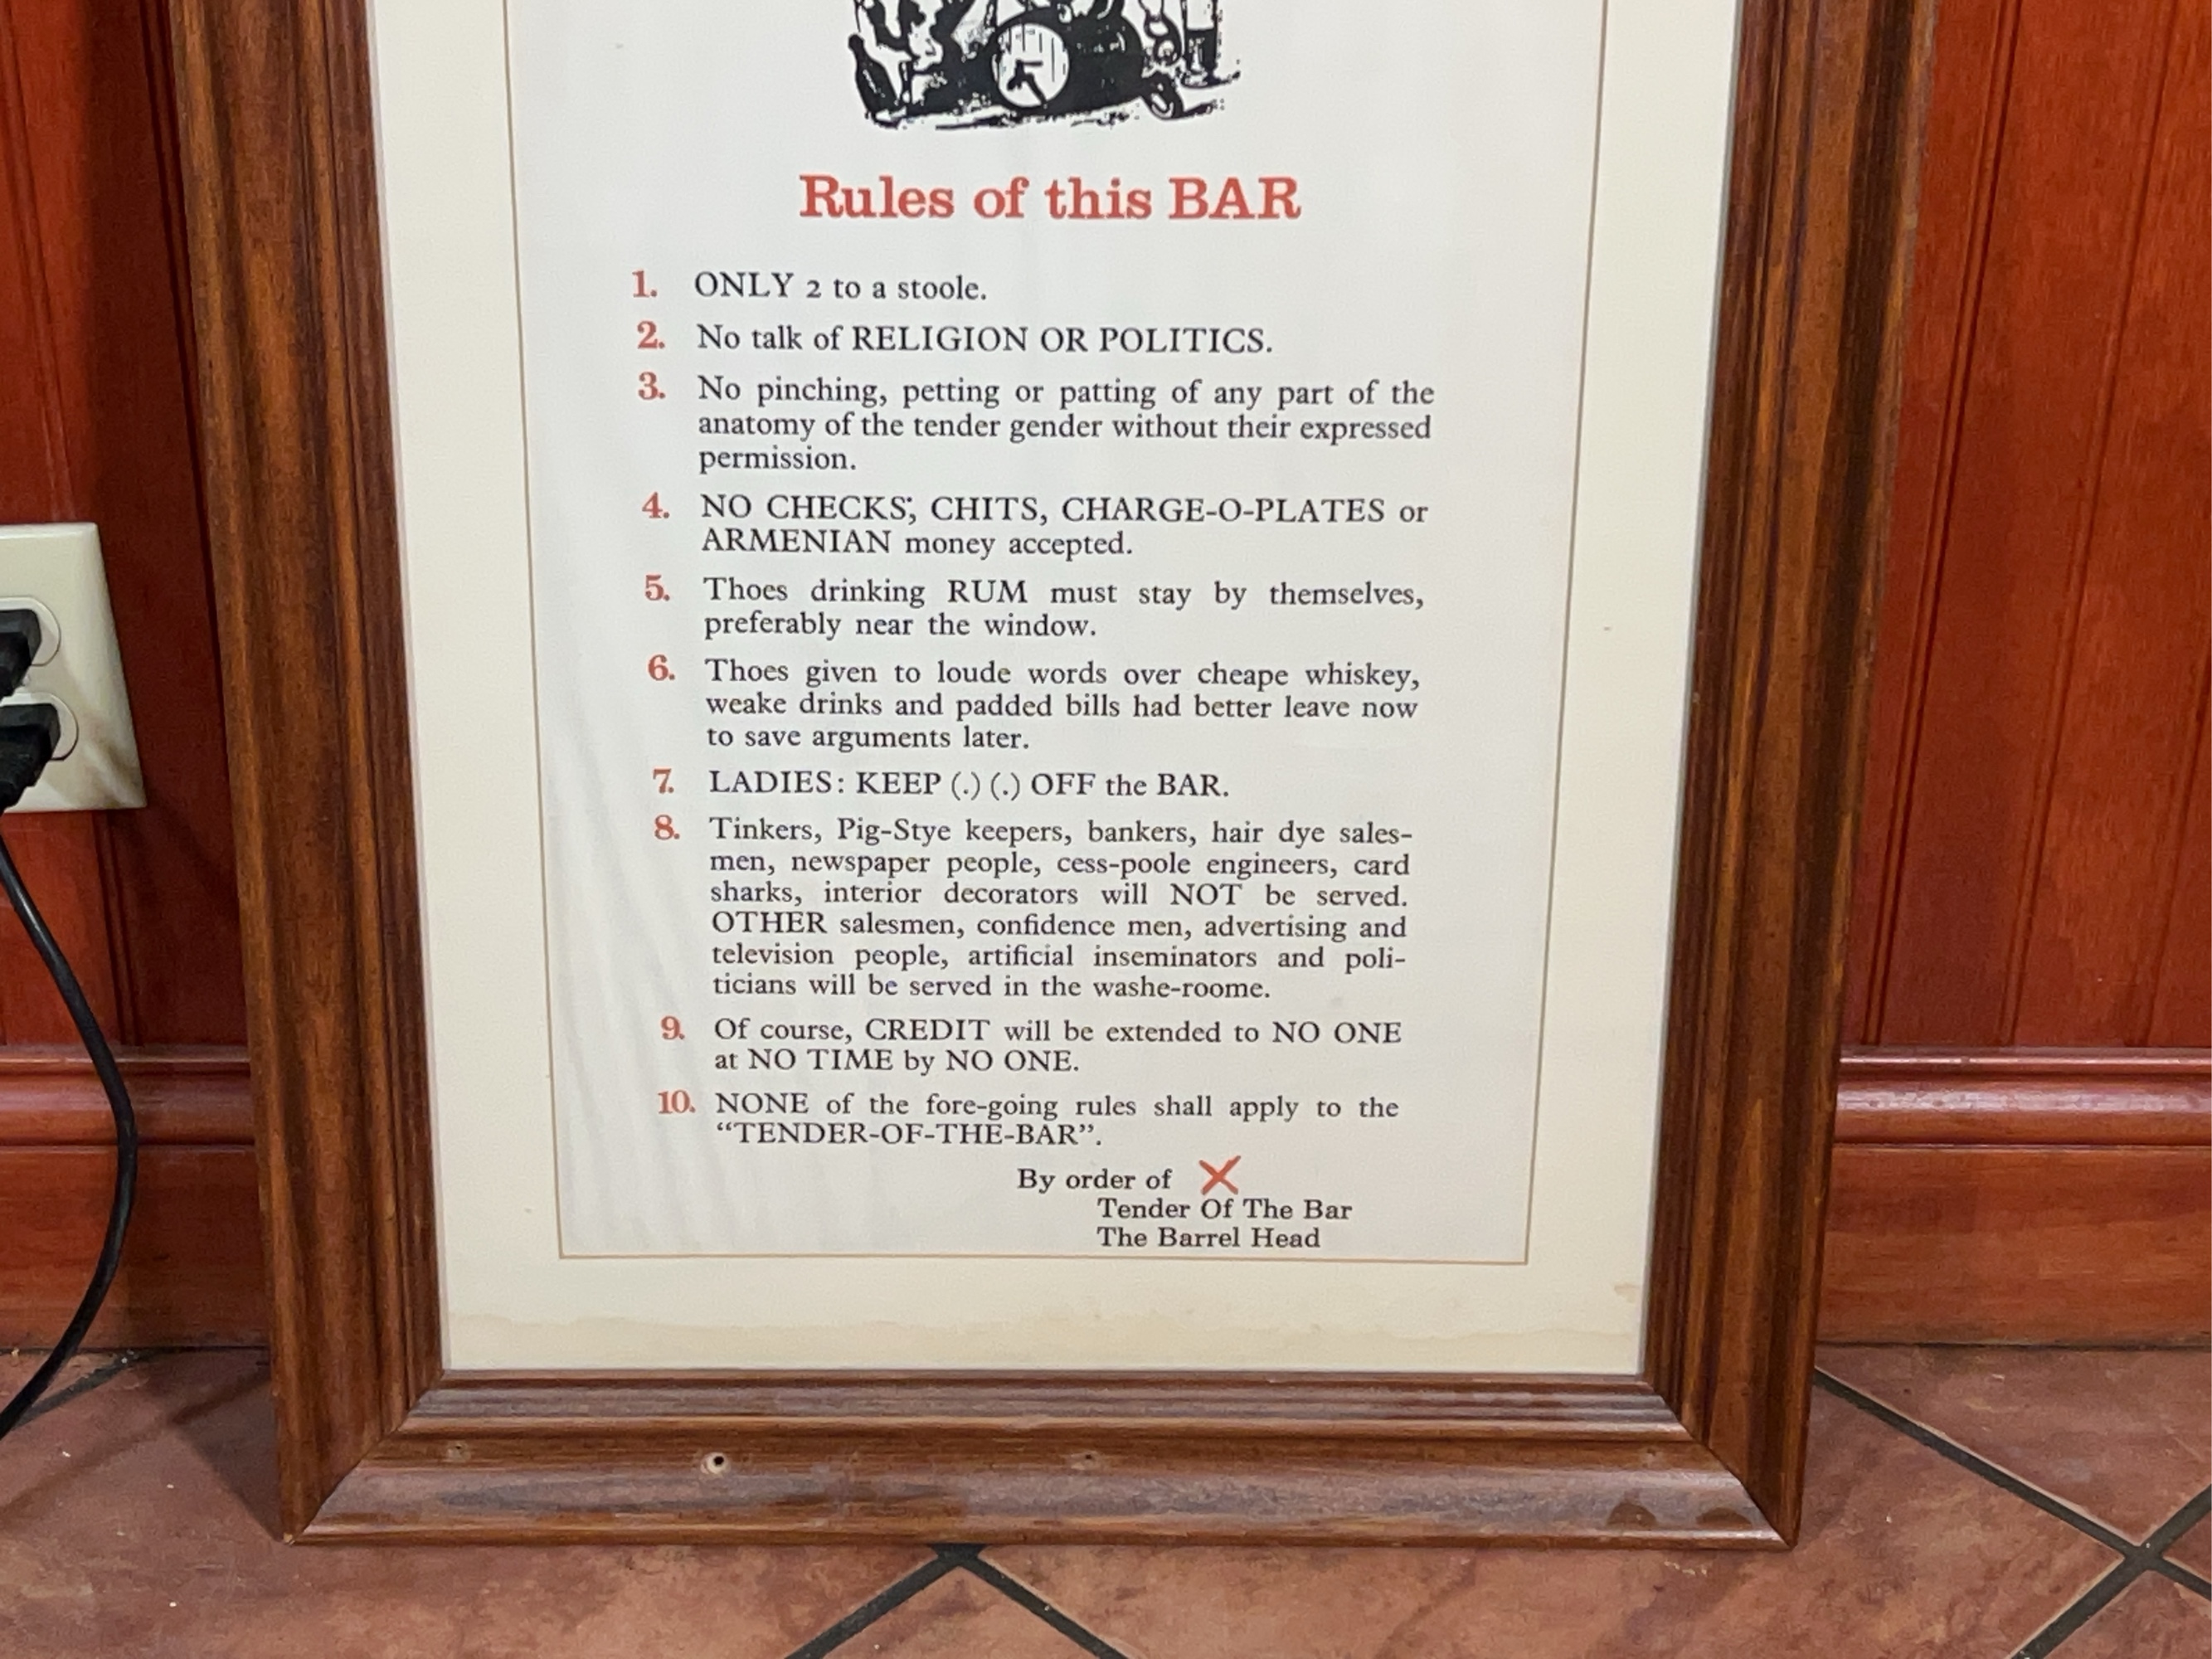 Rules of this BAR
1. ONLY 2 to a stoole.
2. No talk of RELIGION OR POLITICS.
3. No pinching, petting or patting of any part of the
anatomy of the tender gender without their expressed
permission.
4. NO CHECKS; CHITS, CHARGE-O-PLATES or
ARMENIAN money accepted.
5. Thoes drinking RUM must stay by themselves,
preferably near the window.
6. Thoes given to loude words over cheape whiskey,
weake drinks and padded bills had better leave now
to save arguments later.
7. LADIES: KEEP (.) (.) OFF the BAR.
8. Tinkers, Pig-Stye keepers, bankers, hair dye sales-
men, newspaper people, cess-poole engineers, card
sharks, interior decorators will NOT be served.
OTHER salesmen, confidence men, advertising and
television people, artificial inseminators and poli-
ticians will be served in the washe-roome.
9. Of course, CREDIT will be extended to NO ONE
at NO TIME by NO ONE.
10. NONE of the fore-going rules shall apply to the
“TENDER-OF-THE-BAR”.
By order of X
Tender Of The Bar
The Barrel Head